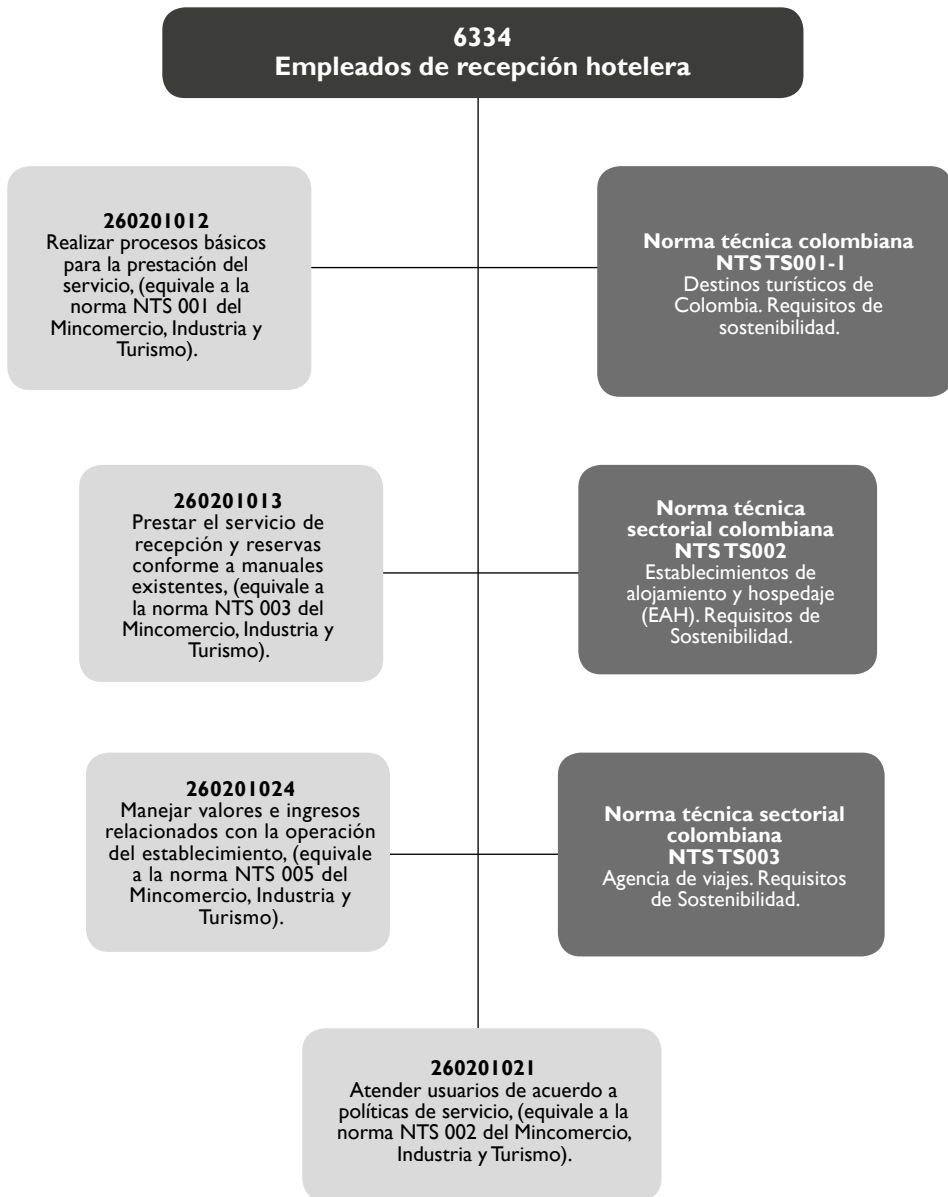 6334
Empleados de recepción hotelera
260201012
Realizar procesos básicos
para la prestación del
servicio, (equivale a la
norma NTS 001 del
Mincomercio, Industria y
Turismo).
Norma técnica colombiana
NTS TS001-1
Destinos turísticos de
Colombia. Requisitos de
sostenibilidad.
260201013
Prestar el servicio de
recepción y reservas
conforme a manuales
existentes, (equivale a
la norma NTS 003 del
Mincomercio, Industria y
Turismo).
Norma técnica
sectorial colombiana
NTS TS002
Establecimientos de
alojamiento y hospedaje
(EAH). Requisitos de
Sostenibilidad.
260201024
Manejar valores e ingresos
relacionados con la operación
del establecimiento, (equivale
a la norma NTS 005 del
Mincomercio, Industria y
Turismo).
Norma técnica sectorial
colombiana
NTS TS003
Agencia de viajes. Requisitos
de Sostenibilidad.
260201021
Atender usuarios de acuerdo a
políticas de servicio, (equivale a la
norma NTS 002 del Mincomercio,
Industria y Turismo).